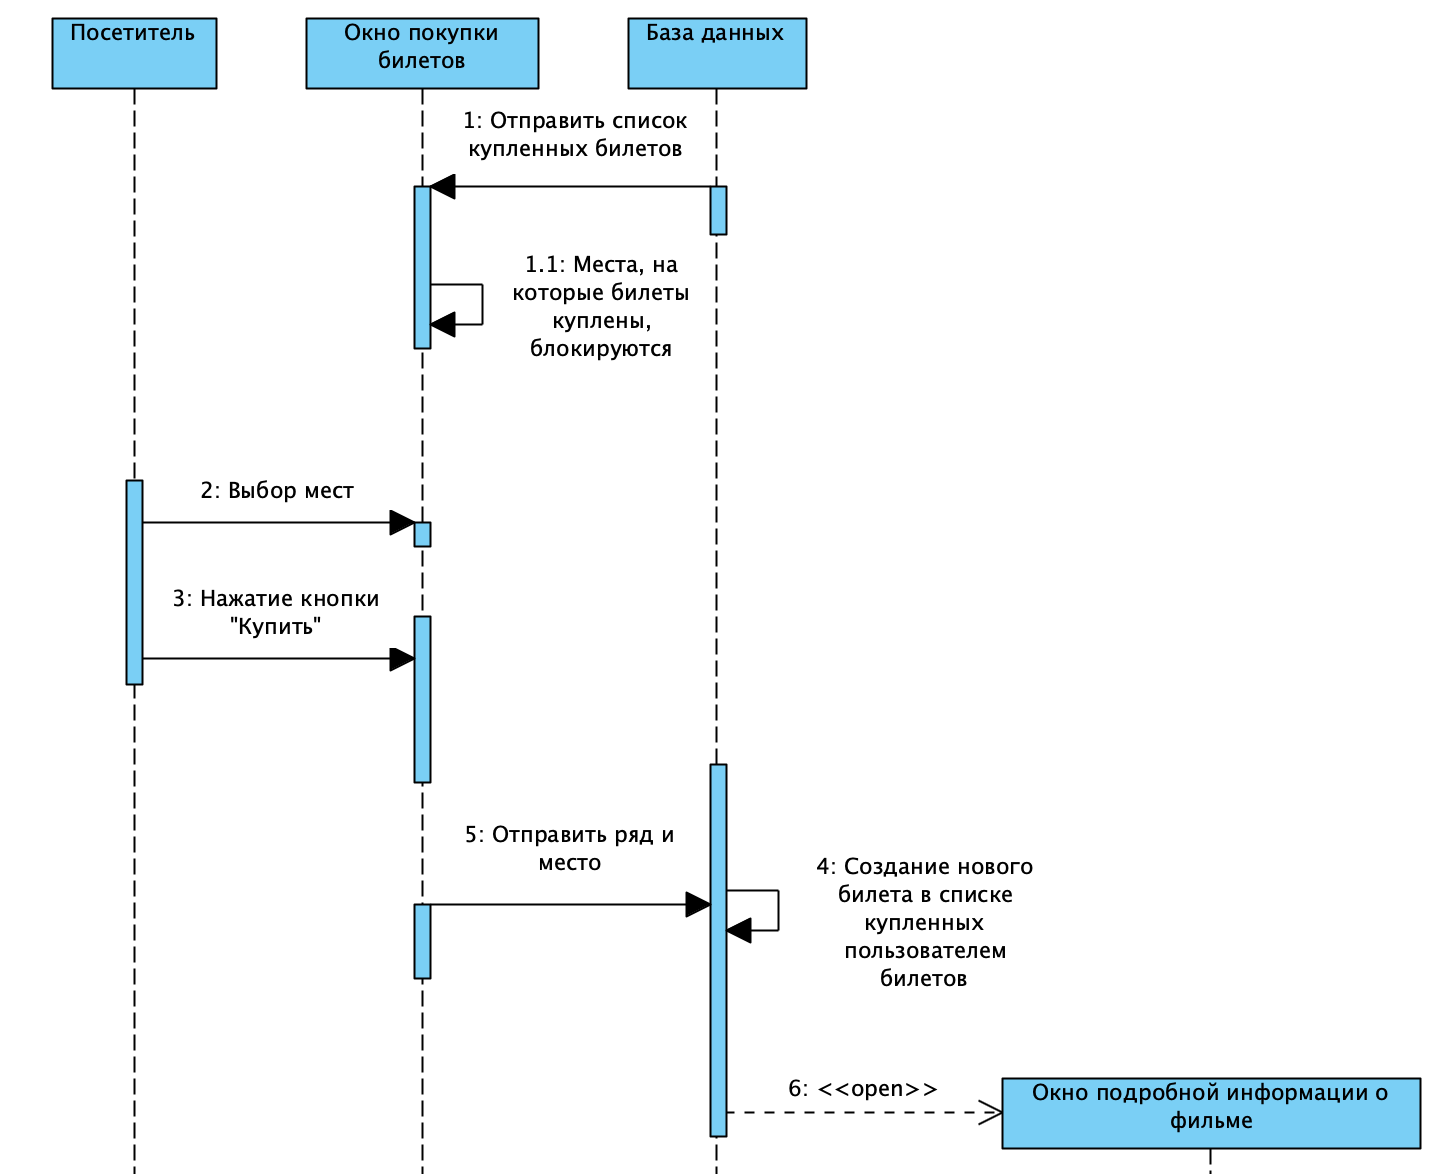 Посетитель
Окно покупки
билетов
База данных
1: Отправить список
купленных билетов
1.1: Места, на
которые билеты
куплены,
блокируются
2: Выбор мест
3: Нажатие кнопки
"Купить"
5: Отправить ряд и
место
4: Создание нового
билета в списке
купленных
пользователем
билетов
6: <<open>>
Окно подробной информации о
фильме